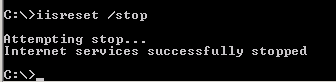 C:\>iisreset /stop
Attempting stop...
Internet services successfully stopped
C:\>_